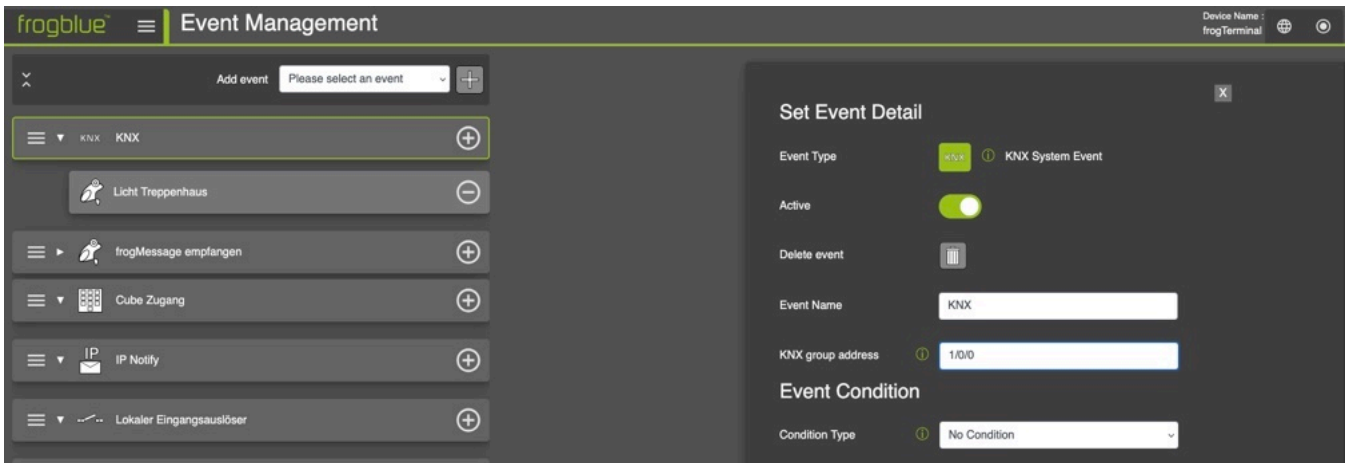 frogblue™
Event Management
Device Name :
frogTerminal
Add event
Please select an event
KNX KNX
Licht Treppenhaus
frogMessage empfangen
Cube Zugang
IP
IP Notify
Lokaler Eingangsauslöser
X
Set Event Detail
Event Type
KNX
KNX System Event
Active
Delete event
Event Name
KNX
KNX group address
1/0/0
Event Condition
Condition Type
No Condition